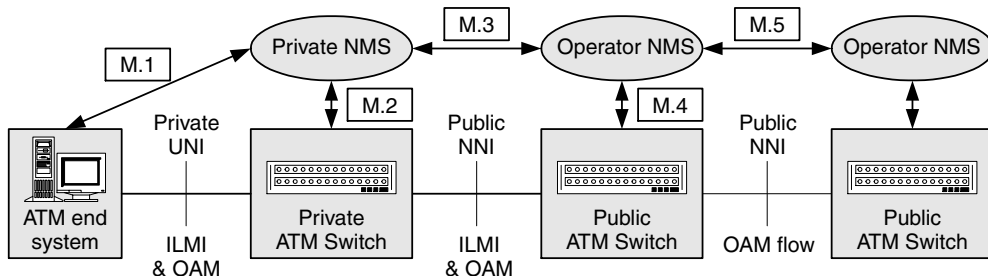 Private NMS
M.3
Operator NMS
M.5
Operator NMS
M.1
M.2
M.4
Private
UNI
Public
NNI
Public
NNI
ATM end
system
Private
ATM Switch
Public
ATM Switch
Public
ATM Switch
ILMI
& OAM
ILMI
& OAM
OAM flow